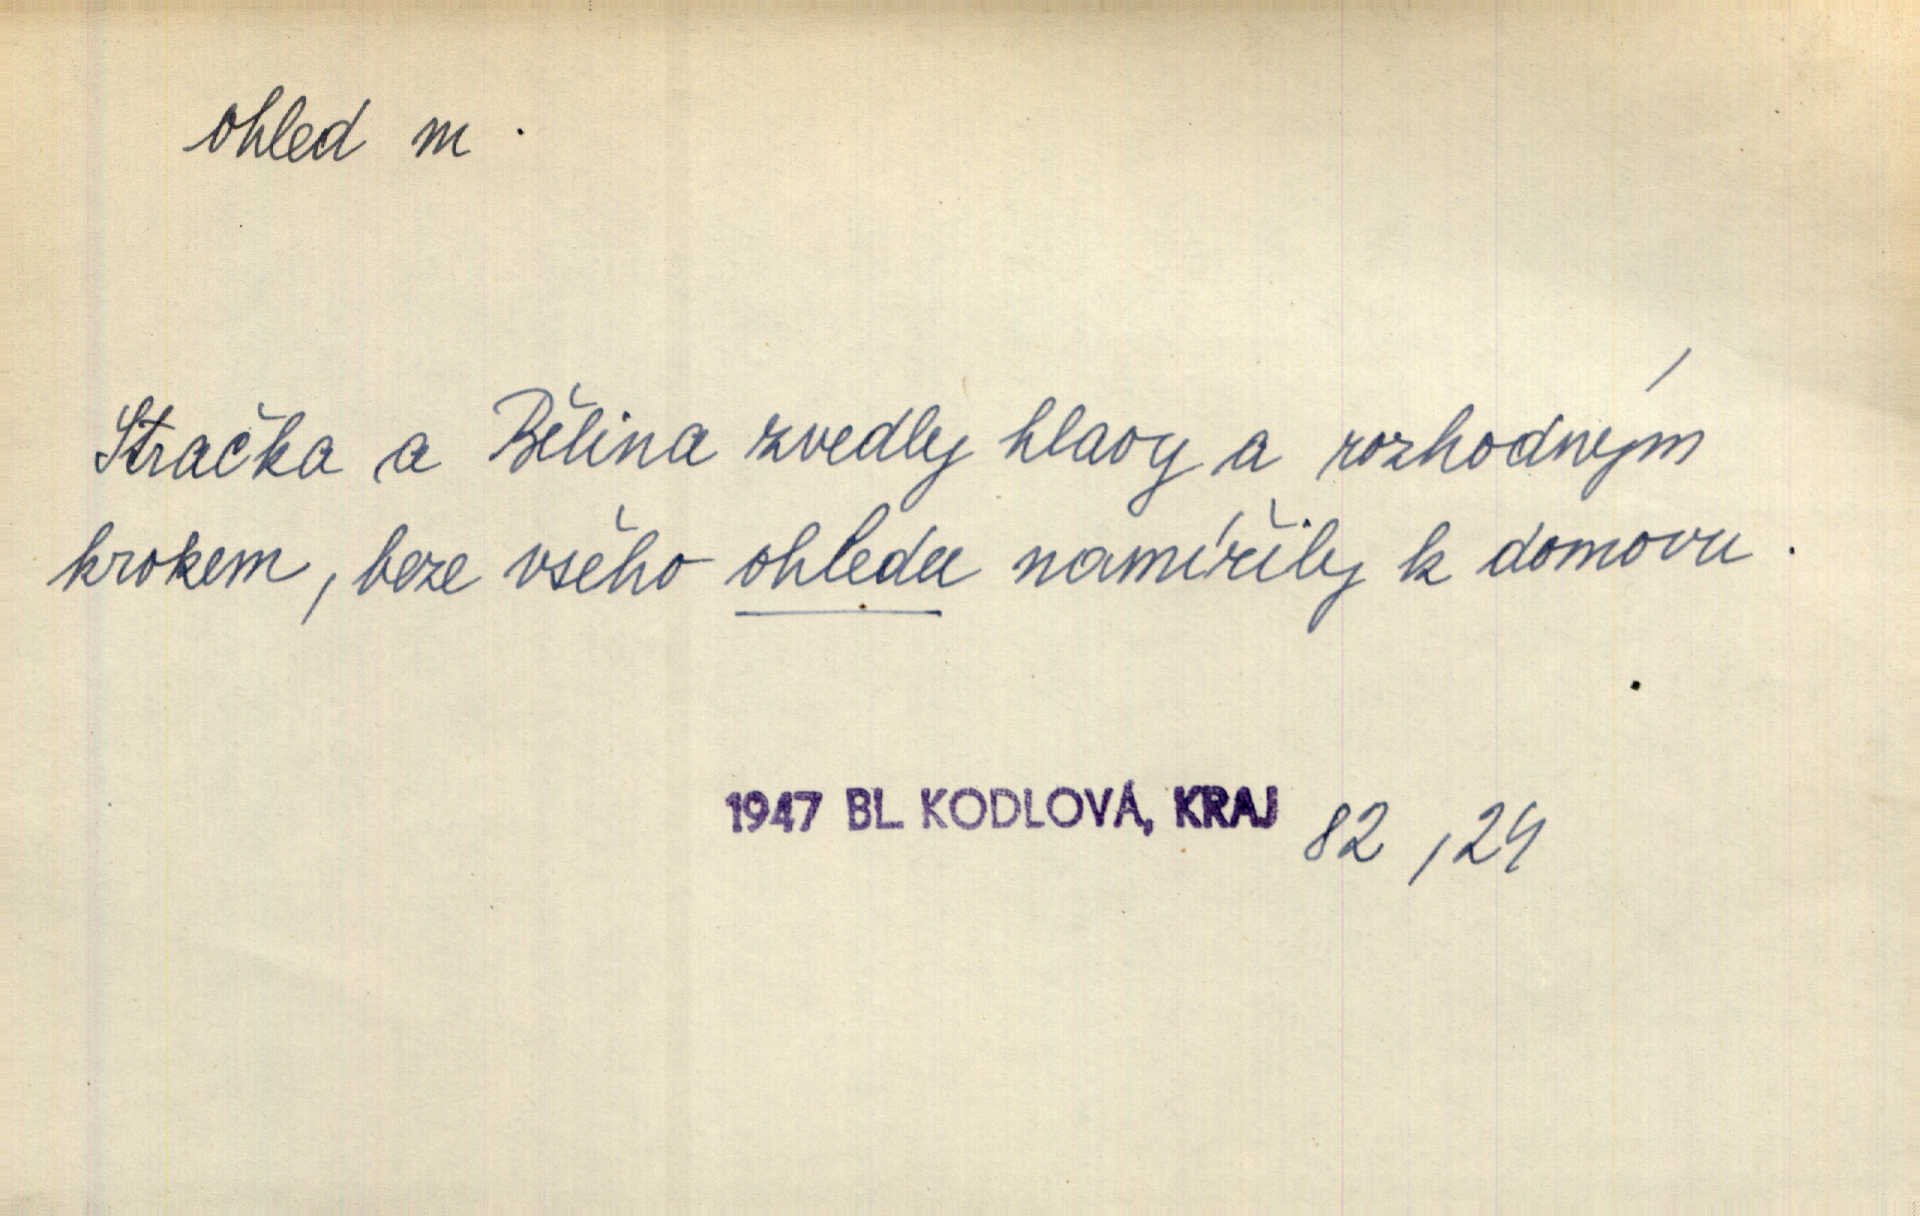 ohled m.
Stračka a Bělina zvedly hlavy a rozhodným
krokem, beze všeho ohledu namířily k domovu.
1947 BL. KODLOVÁ, KRAJ 82, 24